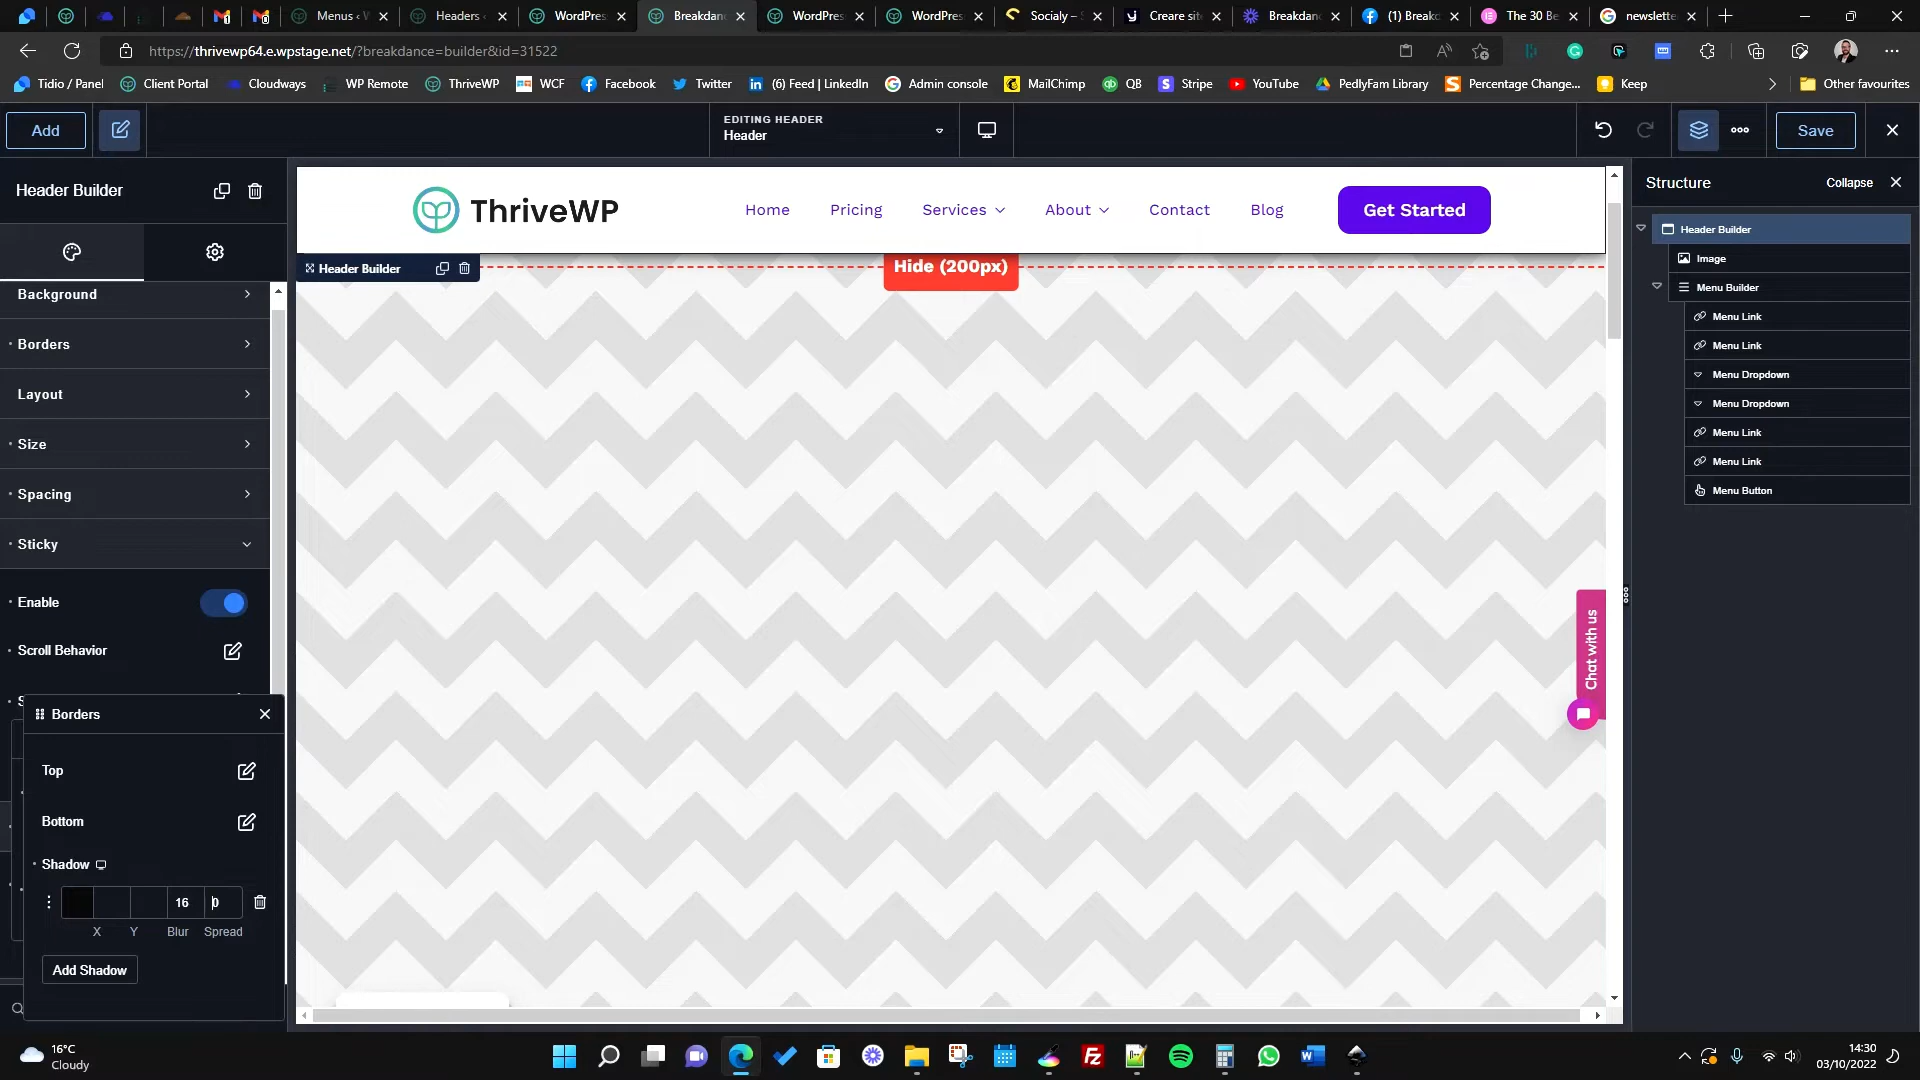 Menus ‹ W
Headers ‹
WordPres
Breakdanc
WordPres
WordPres
Socialy –
Creare sit
Breakdanc
(1) Breakd
The 30 Be
newslette
https://thrivewp64.e.wpstage.net/?breakdance=builder&id=31522
Tidio / Panel
Client Portal
Cloudways
WP Remote
ThriveWP
WCF
Facebook
Twitter
(6) Feed | LinkedIn
Admin console
MailChimp
QB
Stripe
YouTube
PedlyFam Library
Percentage Change...
Keep
Other favourites
Add
EDITING HEADER
Header
Save
Header Builder
Background
Borders
Layout
Size
Spacing
Sticky
Enable
Scroll Behavior
Borders
Top
Bottom
Shadow
16
0
X
Y
Blur
Spread
Add Shadow
ThriveWP
Home
Pricing
Services
About
Contact
Blog
Get Started
Header Builder
Hide (200px)
Chat with us
Structure
Collapse
Header Builder
Image
Menu Builder
Menu Link
Menu Link
Menu Dropdown
Menu Dropdown
Menu Link
Menu Link
Menu Button
16°C
Cloudy
14:30
03/10/2022